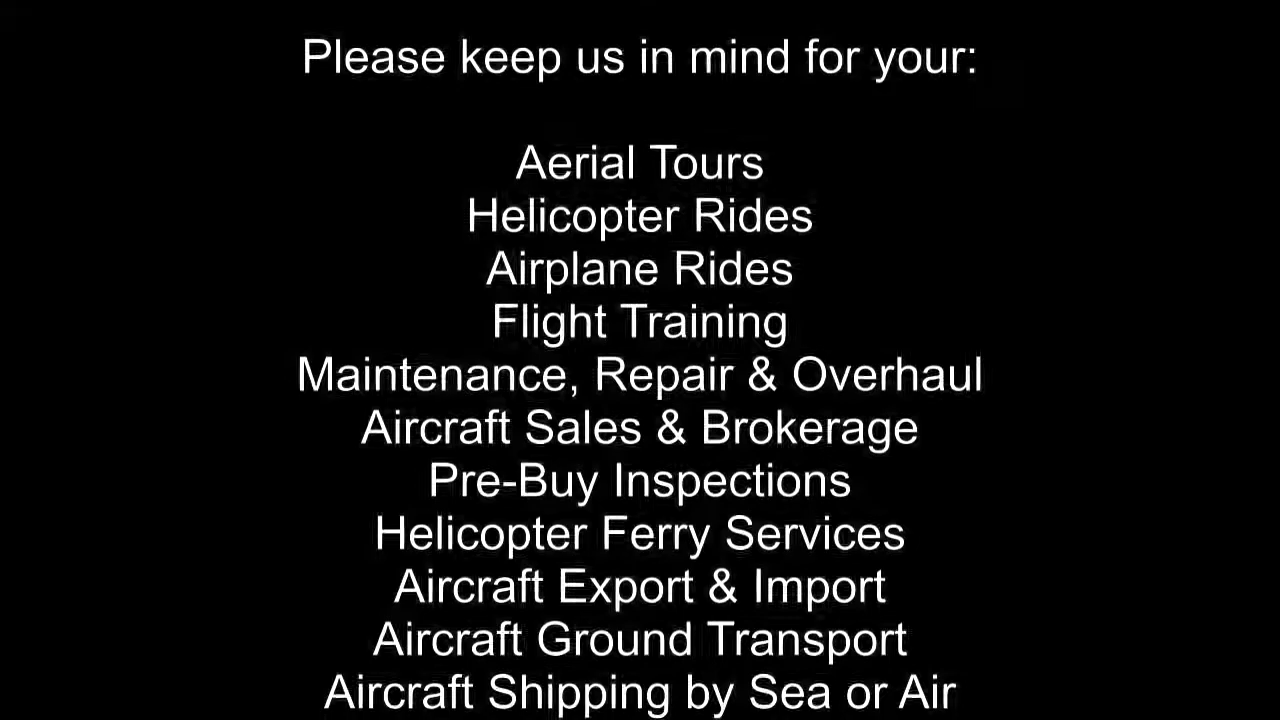 Please keep us in mind for your:
Aerial Tours
Helicopter Rides
Airplane Rides
Flight Training
Maintenance, Repair & Overhaul
Aircraft Sales & Brokerage
Pre-Buy Inspections
Helicopter Ferry Services
Aircraft Export & Import
Aircraft Ground Transport
Aircraft Shipping by Sea or Air